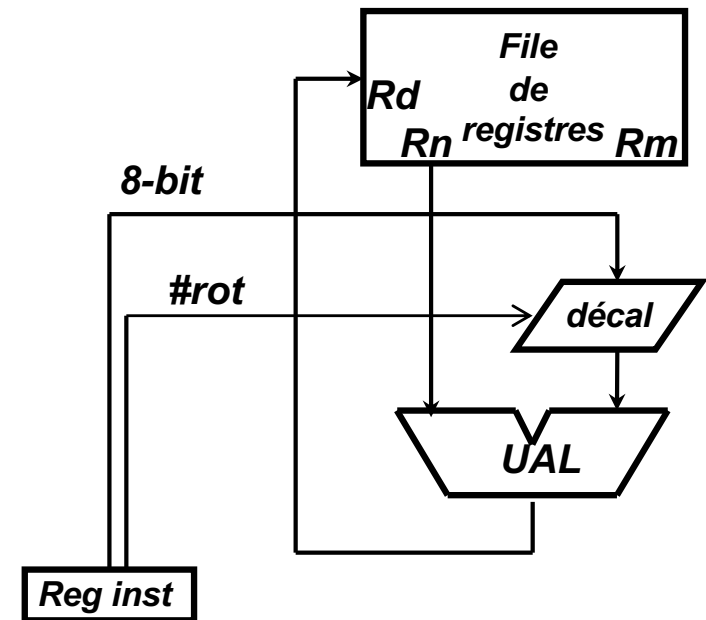 File
de
Rd
registres
Rn
Rm
8-bit
#rot
décal
UAL
Reg inst